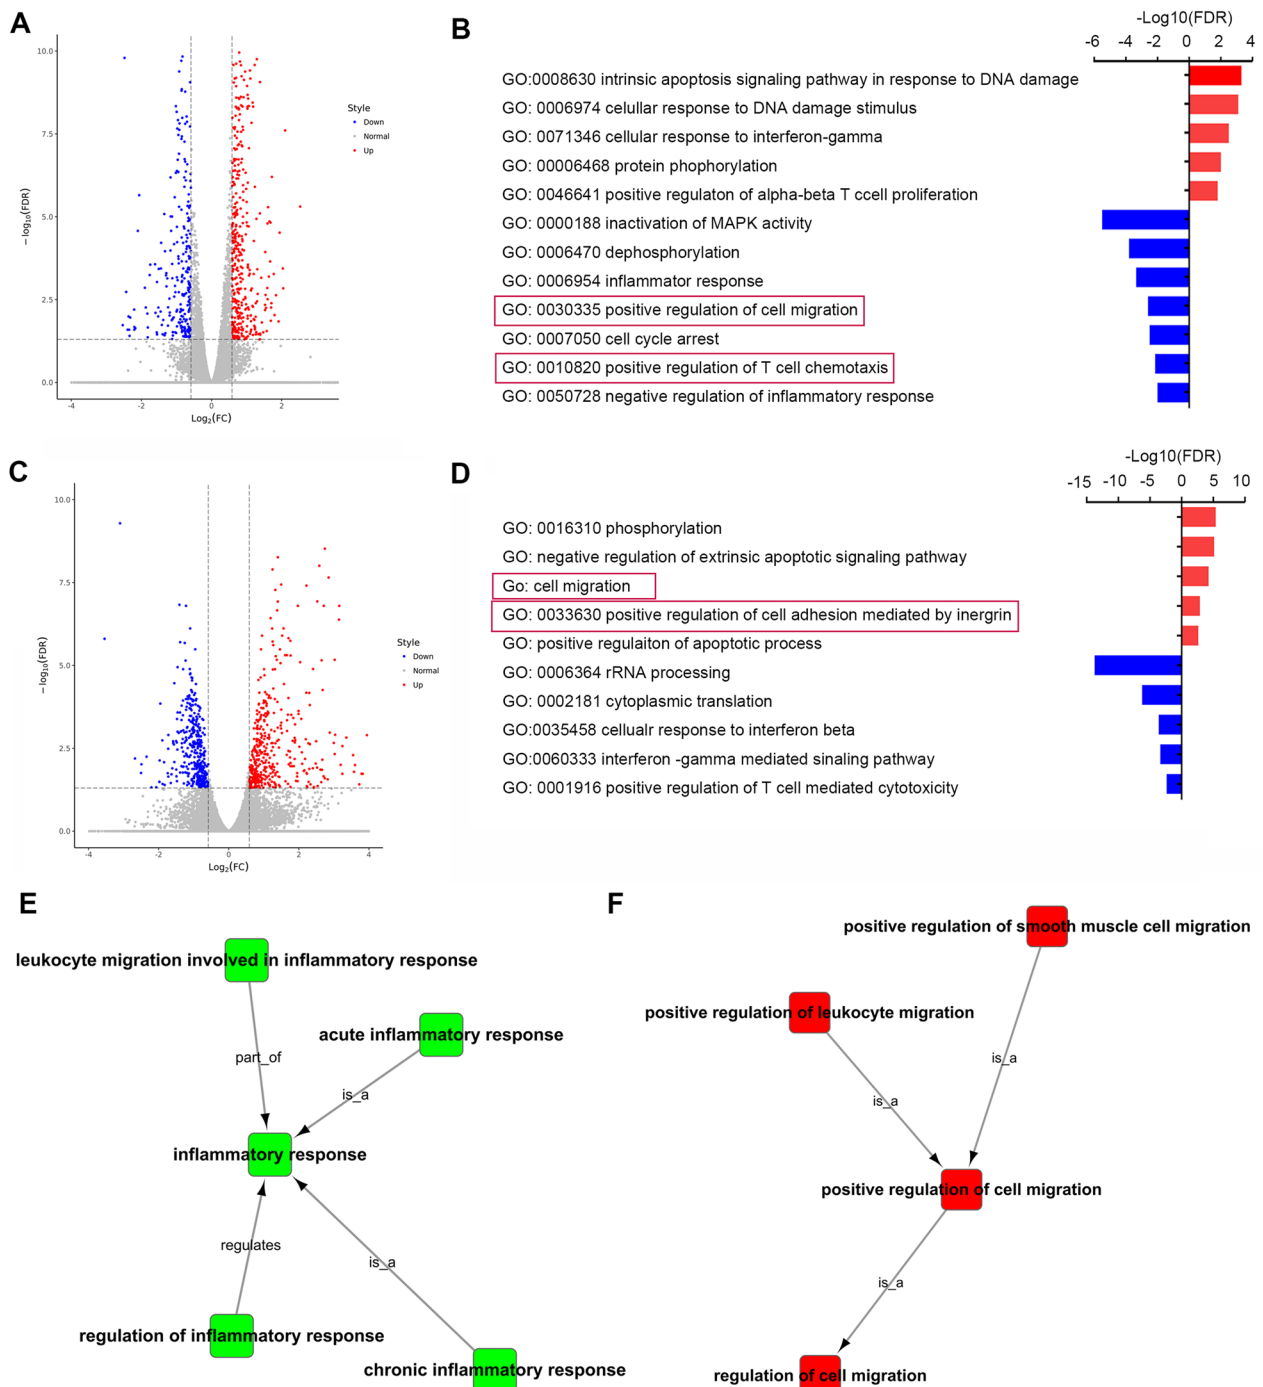 A
10.0
7.5
5.0
2.5
0.0
-4
-2
0
2
Log2(FC)
−log10(FDR)
Style
Down
Normal
Up
B
-Log10(FDR)
-6 -4 -2 0 2 4
GO:0008630 intrinsic apoptosis signaling pathway in response to DNA damage
GO: 0006974 celullar response to DNA damage stimulus
GO: 0071346 cellular response to interferon-gamma
GO: 00006468 protein phophorylation
GO: 0046641 positive regulaton of alpha-beta T ccell proliferation
GO: 0000188 inactivation of MAPK activity
GO: 0006470 dephosphorylation
GO: 0006954 inflammator response
GO: 0030335 positive regulation of cell migration
GO: 0007050 cell cycle arrest
GO: 0010820 positive regulation of T cell chemotaxis
GO: 0050728 negative regulation of inflammatory response
C
10.0
7.5
5.0
2.5
0.0
-4
-2
0
2
4
Log2(FC)
−log10(FDR)
Style
Down
Normal
Up
D
-Log10(FDR)
-15 -10 -5 0 5 10
GO: 0016310 phosphorylation
GO: negative regulation of extrinsic apoptotic signaling pathway
Go: cell migration
GO: 0033630 positive regulation of cell adhesion mediated by inergrin
GO: positive regulaiton of apoptotic process
GO: 0006364 rRNA processing
GO: 0002181 cytoplasmic translation
GO:0035458 cellualr response to interferon beta
GO:0060333 interferon -gamma mediated sinaling pathway
GO: 0001916 positive regulation of T cell mediated cytotoxicity
E
leukocyte migration involved in inflammatory response
acute inflammatory response
part_of
is_a
inflammatory response
regulates
is_a
regulation of inflammatory response
chronic inflammatory response
F
positive regulation of smooth muscle cell migration
positive regulation of leukocyte migration
is_a
is_a
positive regulation of cell migration
is_a
regulation of cell migration